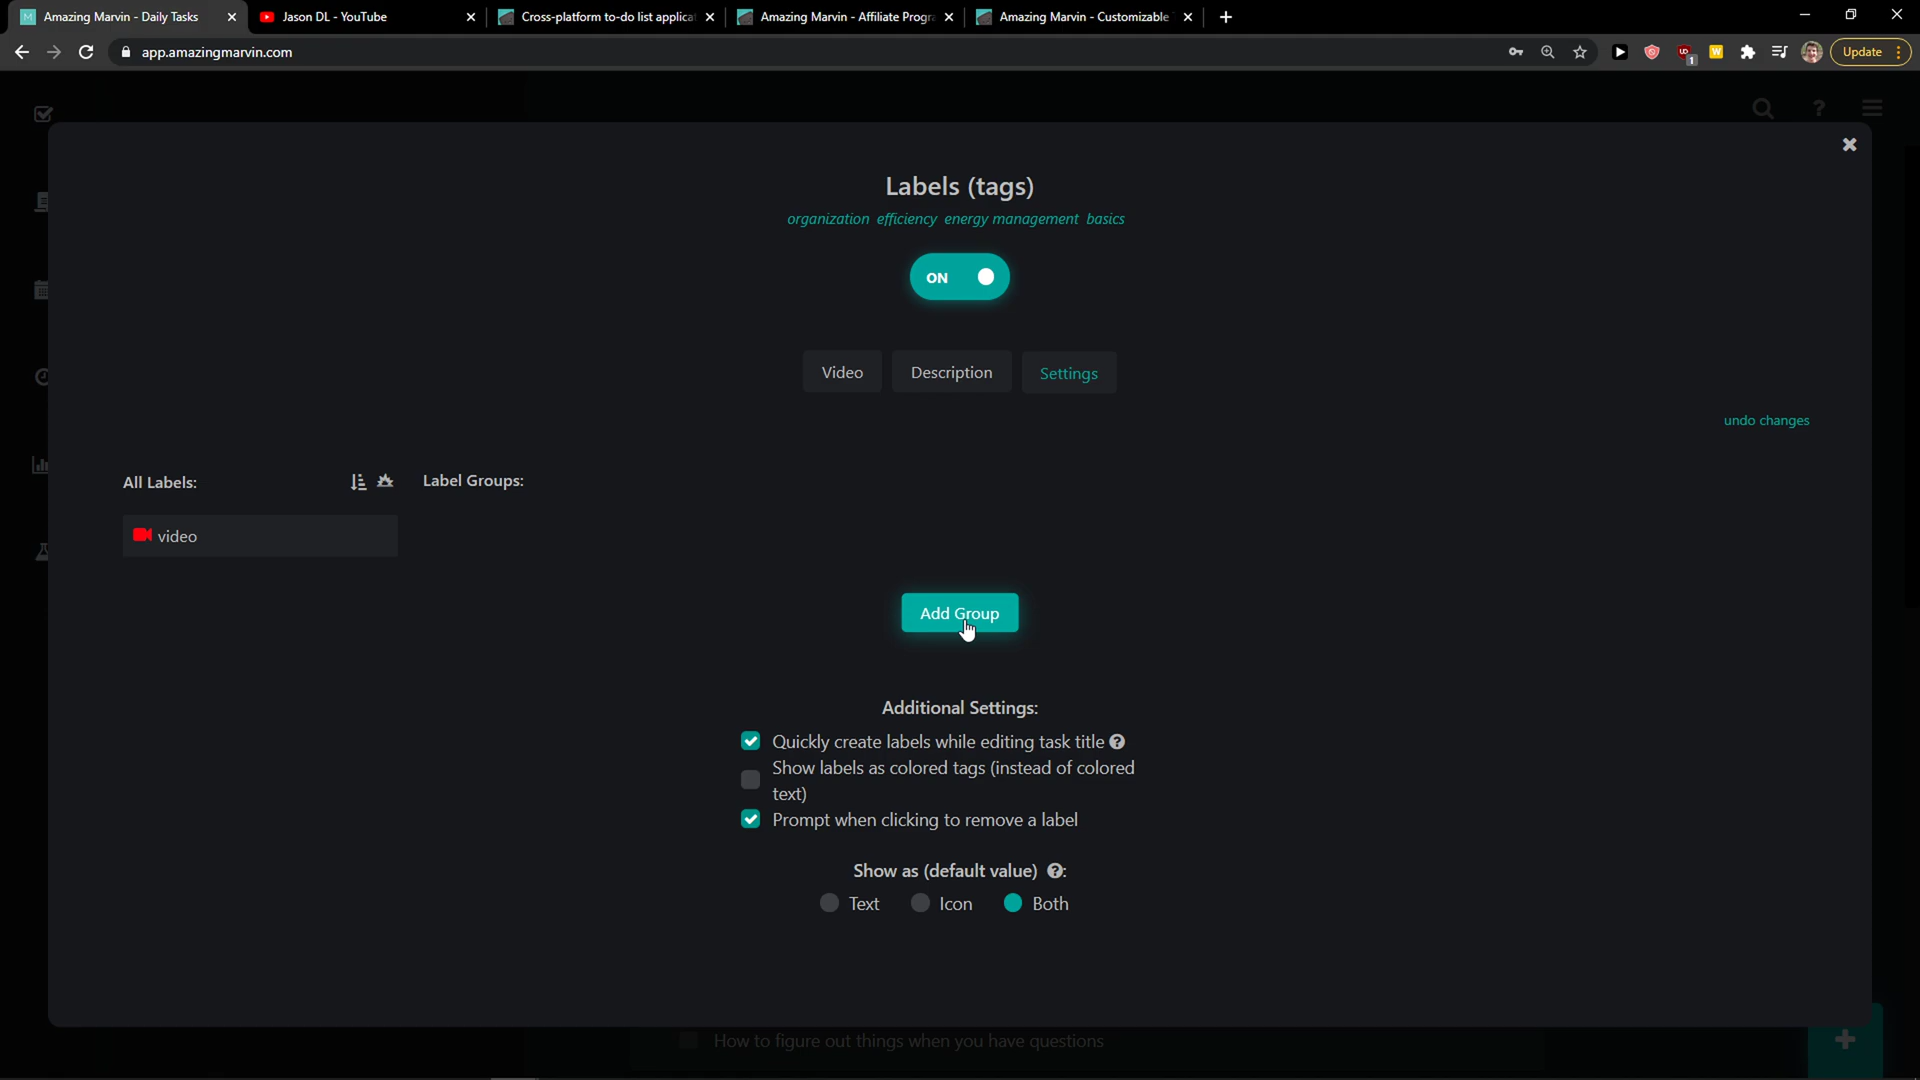 Amazing Marvin - Daily Tasks
Jason DL - YouTube
Cross-platform to-do list applica
Amazing Marvin - Affiliate Progra
Amazing Marvin - Customizable
app.amazingmarvin.com
W
1
Update
Labels (tags)
organization efficiency energy management basics
ON
Video
Description
Settings
undo changes
All Labels:
Label Groups:
video
Add Group
Additional Settings:
Quickly create labels while editing task title
Show labels as colored tags (instead of colored
text)
Prompt when clicking to remove a label
Show as (default value) :
Text
Icon
Both
How to figure out things when you have questions